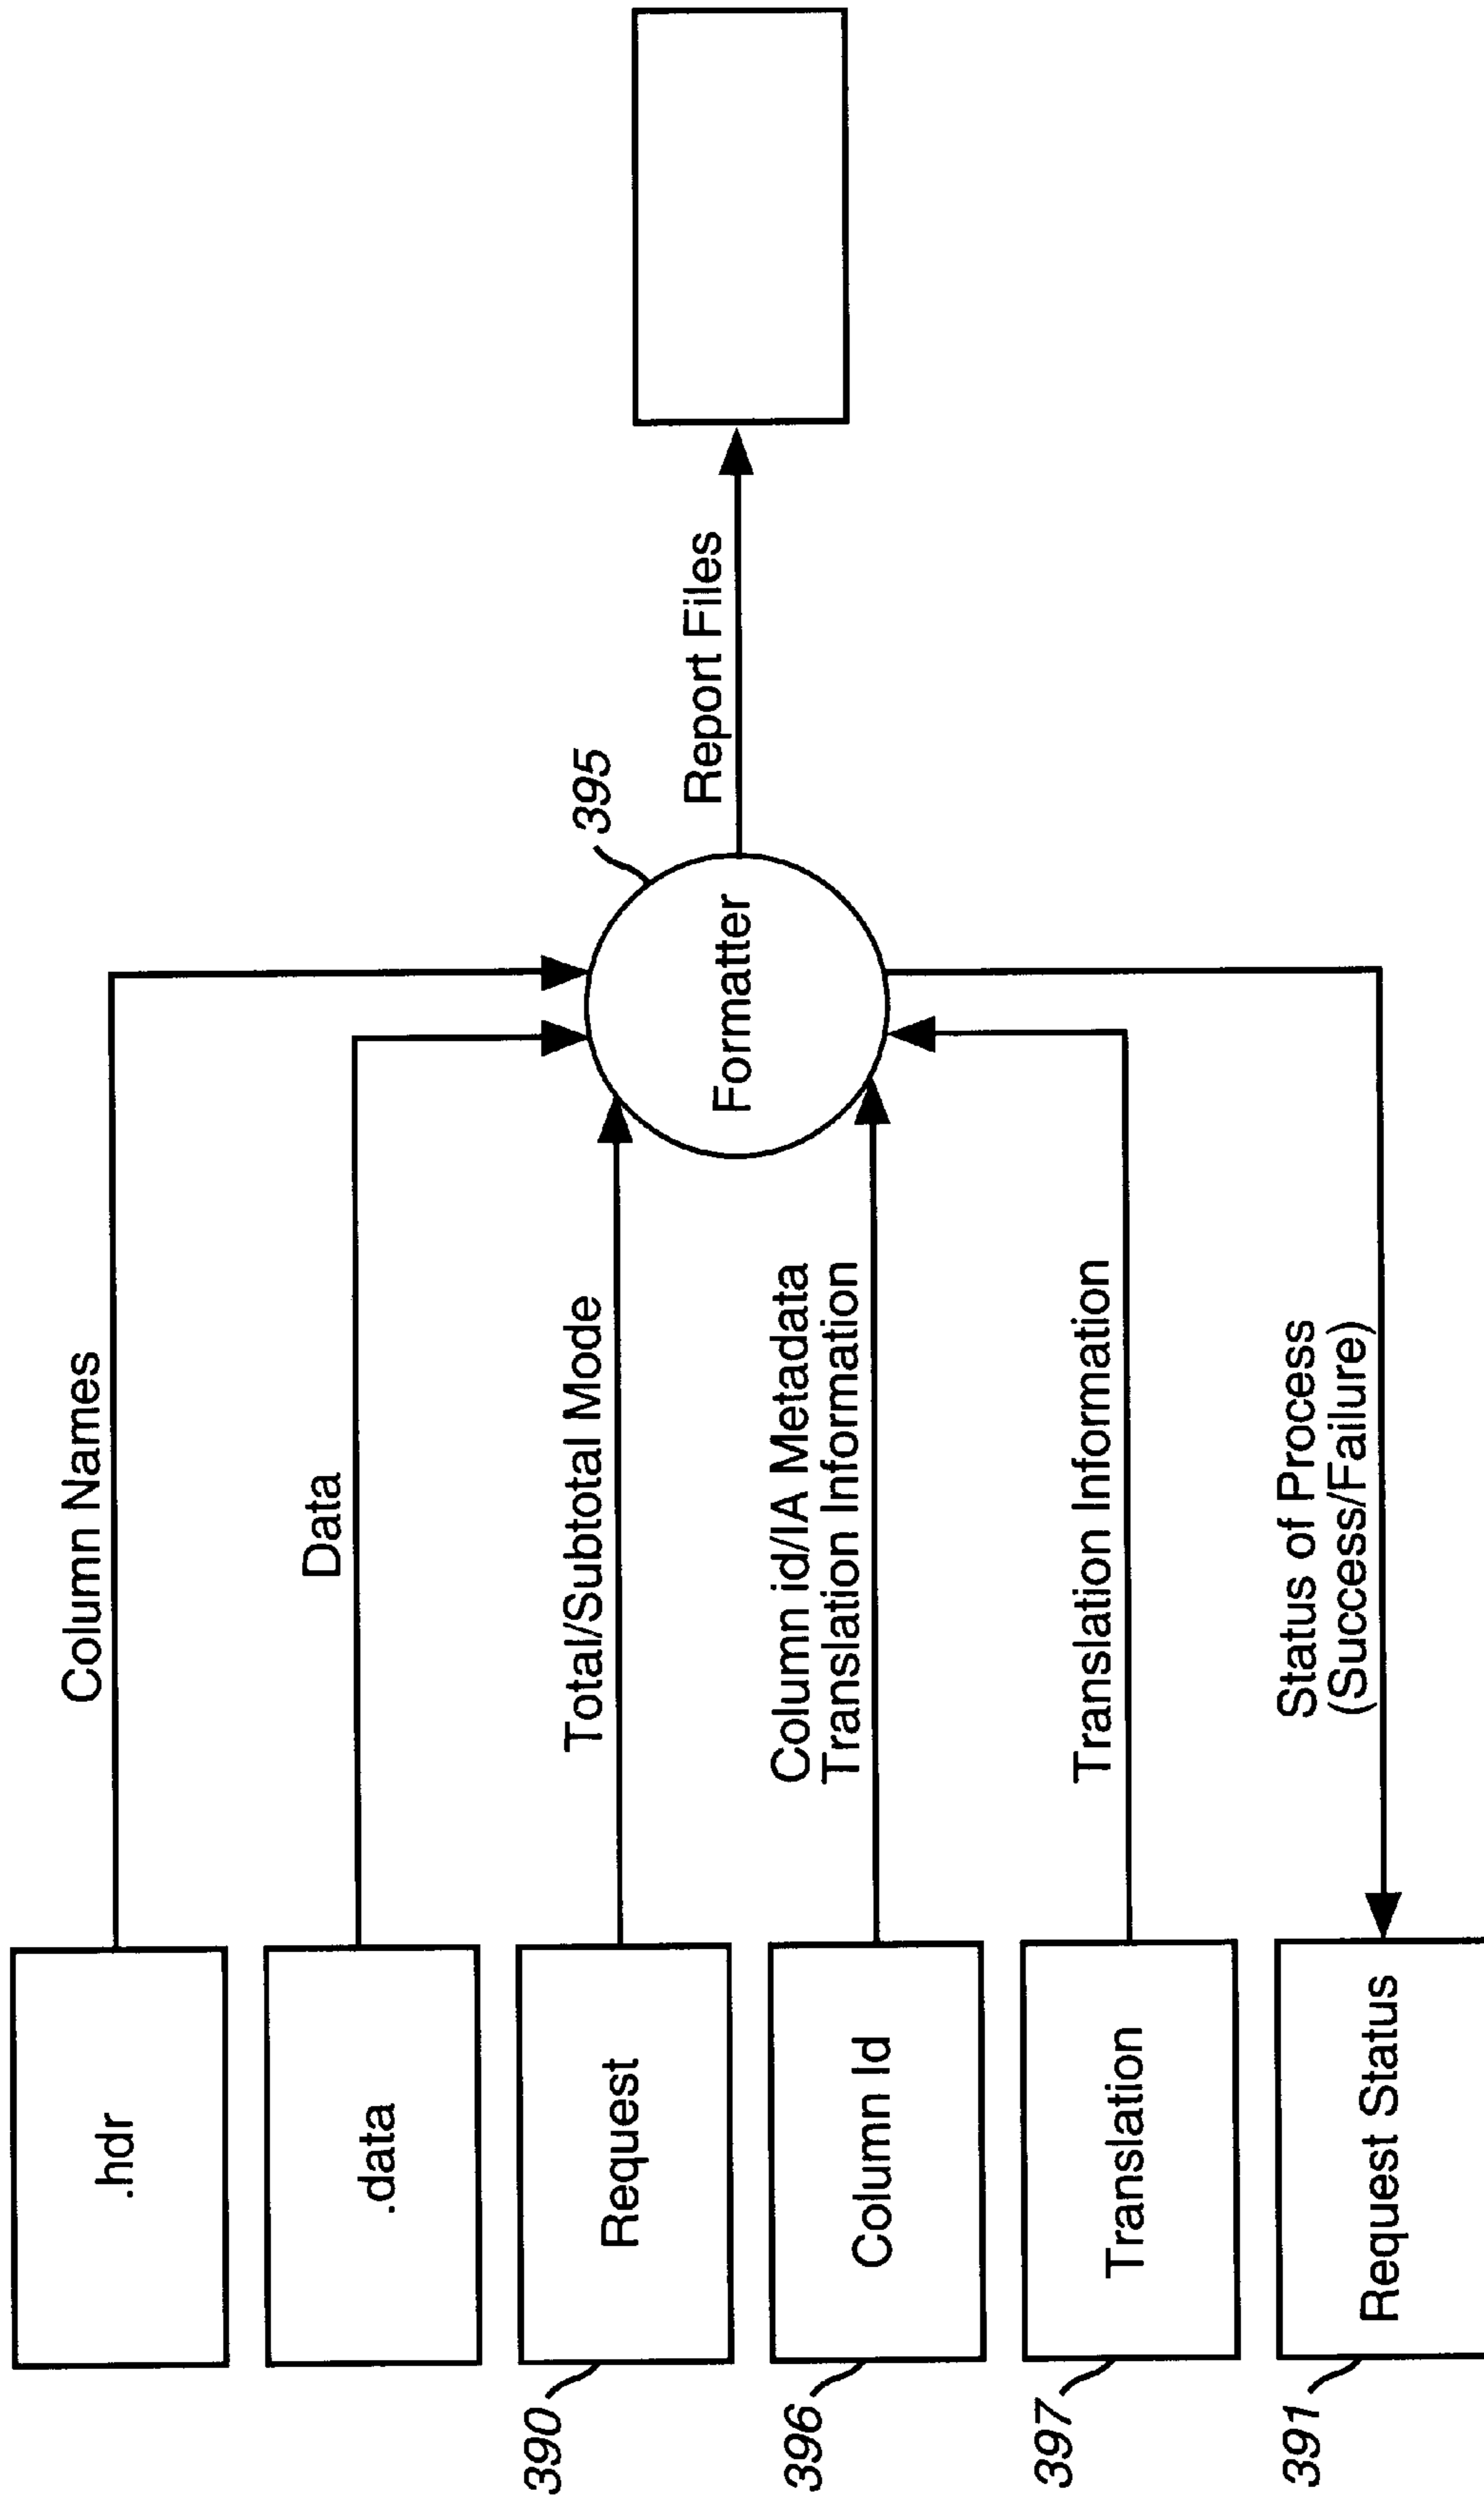 .hdr
Column Names
.data
Data
395
Report Files
390
Request
Total/Subtotal Mode
Formatter
396
Column Id
Column id/IA Metadata
Translation Information
397
Translation
Translation Information
391
Request Status
Status of Process
(Success/Failure)